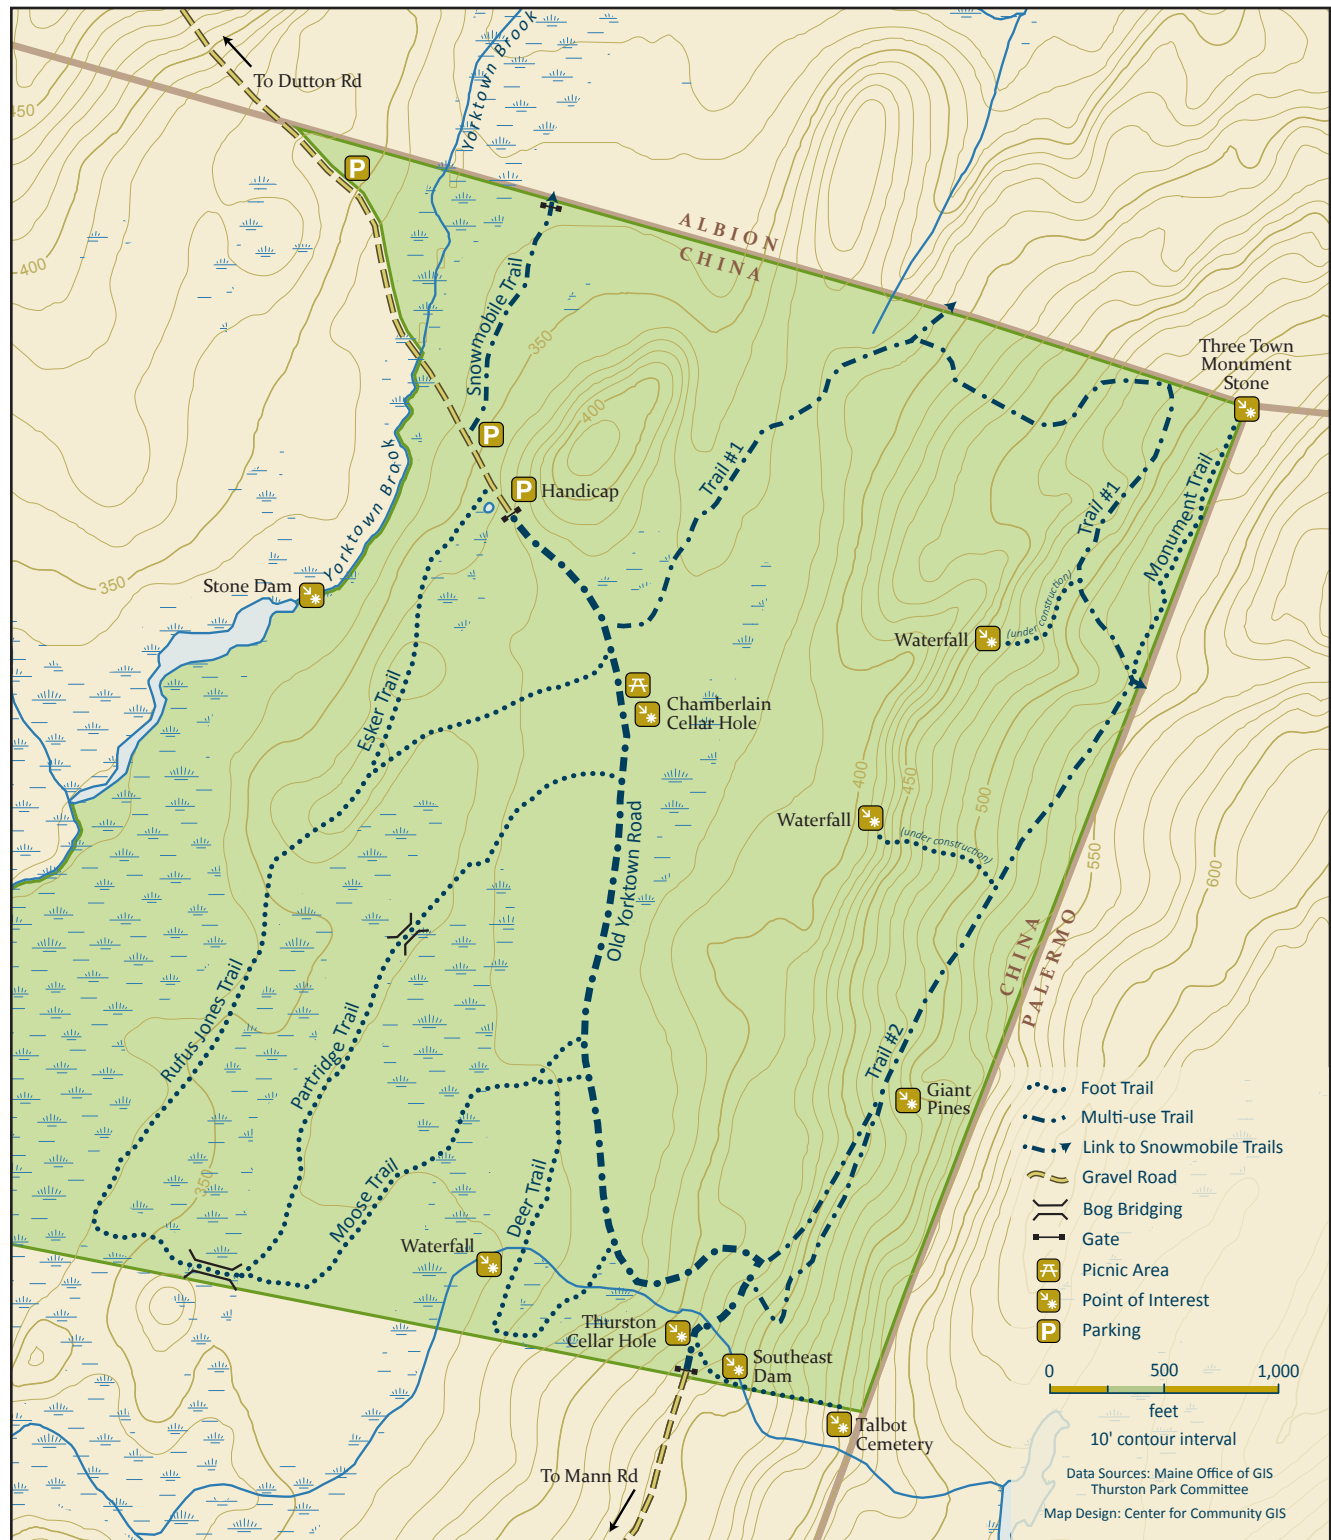 To Dutton Rd
Yorktown Brook
450
400
ALBION
CHINA
Snowmobile Trail
350
400
Three Town
Monument
Stone
Trail #1
Handicap
Yorktown Brook
Trail #1
Monument Trail
350
Stone Dam
(under construction)
Waterfall
Esker Trail
Chamberlain
Cellar Hole
400
450
500
Waterfall
(under construction)
550
600
Old Yorktown Road
CHINA
PALERMO
Rufus Jones Trail
Partridge Trail
Trail #2
Giant
Pines
350
Moose Trail
Deer Trail
Waterfall
Thurston
Cellar Hole
Southeast
Dam
Talbot
Cemetery
To Mann Rd
Foot Trail
Multi-use Trail
Link to Snowmobile Trails
Gravel Road
Bog Bridging
Gate
Picnic Area
Point of Interest
P Parking
0 500 1,000
feet
10' contour interval
Data Sources: Maine Office of GIS
Thurston Park Committee
Map Design: Center for Community GIS
P
P
P